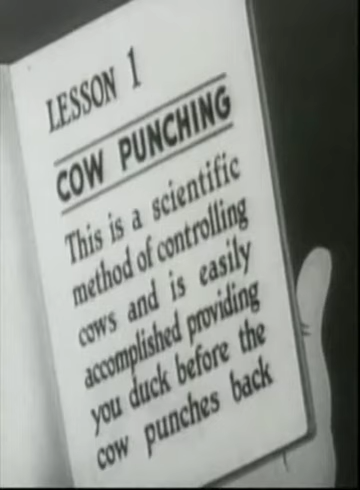 LESSON 1
COW PUNCHING
This is a scientific
method of controlling
cows and is easily
accomplished providing
you duck before the
cow punches back